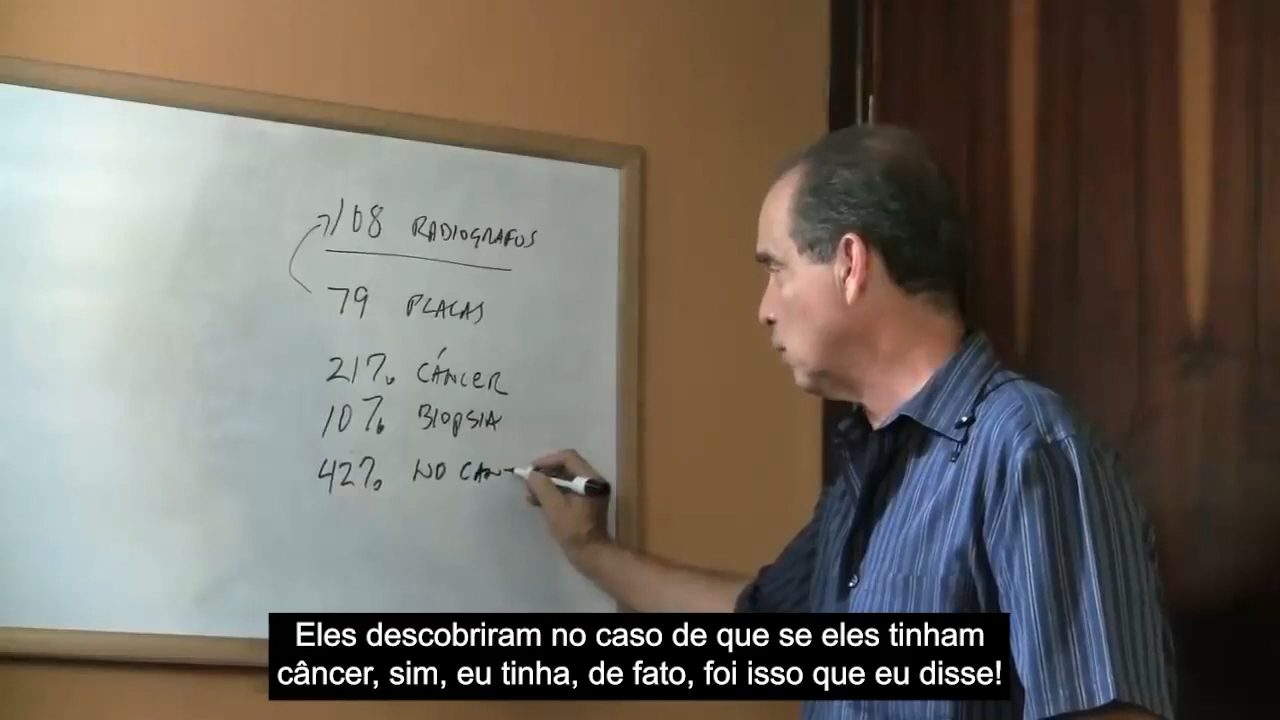 108 RADIOGRAFOS
79 PLACAS
21% CÁNCER
10% BIOPSIA
42% NO CAN
Eles descobriram no caso de que se eles tinham
câncer, sim, eu tinha, de fato, foi isso que eu disse!